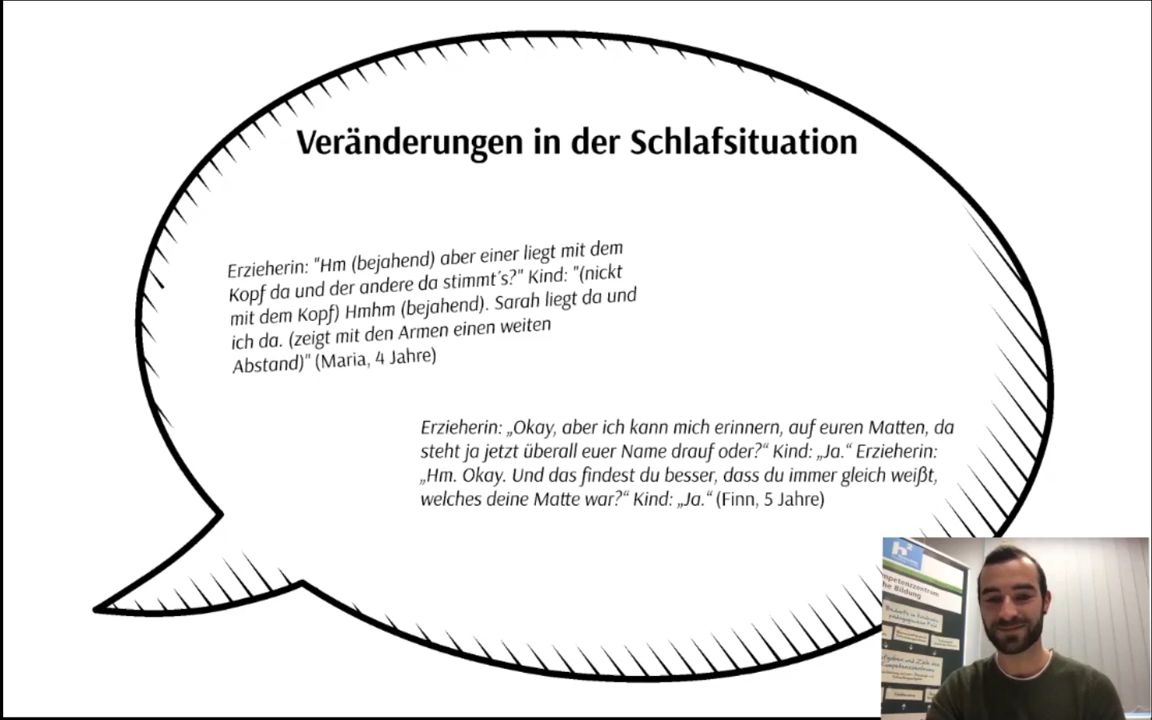 Veränderungen in der Schlafsituation
Erzieherin: "Hm (bejahend) aber einer liegt mit dem
Kopf da und der andere da stimmt´s?" Kind: "(nickt
mit dem Kopf) Hmhm (bejahend). Sarah liegt da und
ich da. (zeigt mit den Armen einen weiten
Abstand)" (Maria, 4 Jahre)
Erzieherin: „Okay, aber ich kann mich erinnern, auf euren Matten, da
steht ja jetzt überall euer Name drauf oder?“ Kind: „Ja.“ Erzieherin:
„Hm. Okay. Und das findest du besser, dass du immer gleich weißt,
welches deine Matte war?“ Kind: „Ja.“ (Finn, 5 Jahre)
h²
mpetenzzentrum
he Bildung